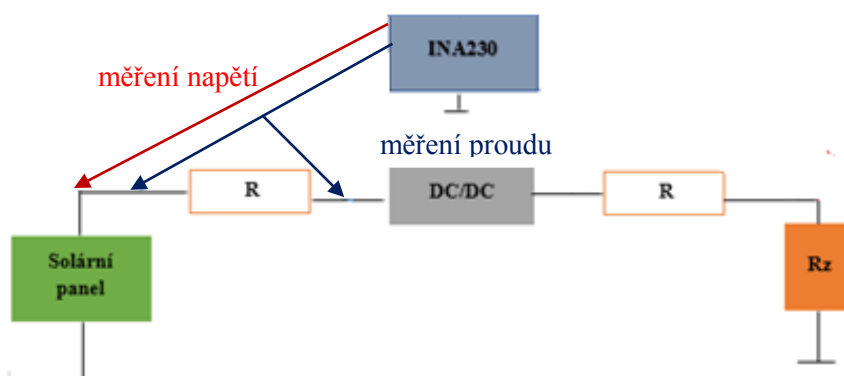 INA230
měření napětí
měření proudu
R
DC/DC
R
Solární
panel
Rz